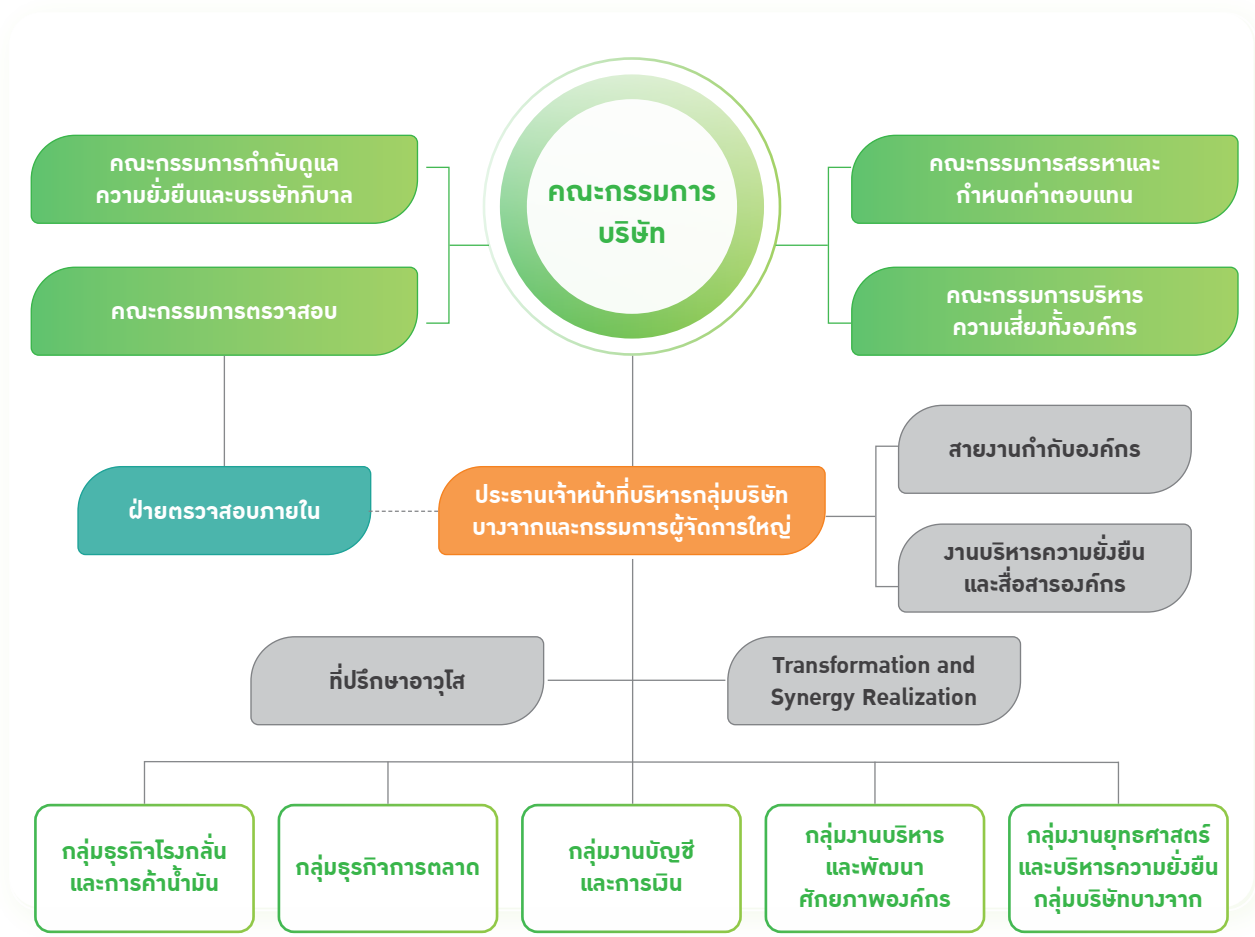 คณะกรรมการ
บริษัท
คณะกรรมการกำกับดูแล
ความยั่งยืนและบรรษัทภิบาล
คณะกรรมการสรรหาและ
กำหนดค่าตอบแทน
คณะกรรมการตรวจสอบ
คณะกรรมการบริหาร
ความเสี่ยงทั้งองค์กร
สายงานกำกับองค์กร
ฝ่ายตรวจสอบภายใน
ประธานเจ้าหน้าที่บริหารกลุ่มบริษัท
บางจากและกรรมการผู้จัดการใหญ่
งานบริหารความยั่งยืน
และสื่อสารองค์กร
ที่ปรึกษาอาวุโส
Transformation and
Synergy Realization
กลุ่มธุรกิจโรงกลั่น
และการค้าน้ำมัน
กลุ่มธุรกิจการตลาด
กลุ่มงานบัญชี
และการเงิน
กลุ่มงานบริหาร
และพัฒนา
ศักยภาพองค์กร
กลุ่มงานยุทธศาสตร์
และบริหารความยั่งยืน
กลุ่มบริษัทบางจาก